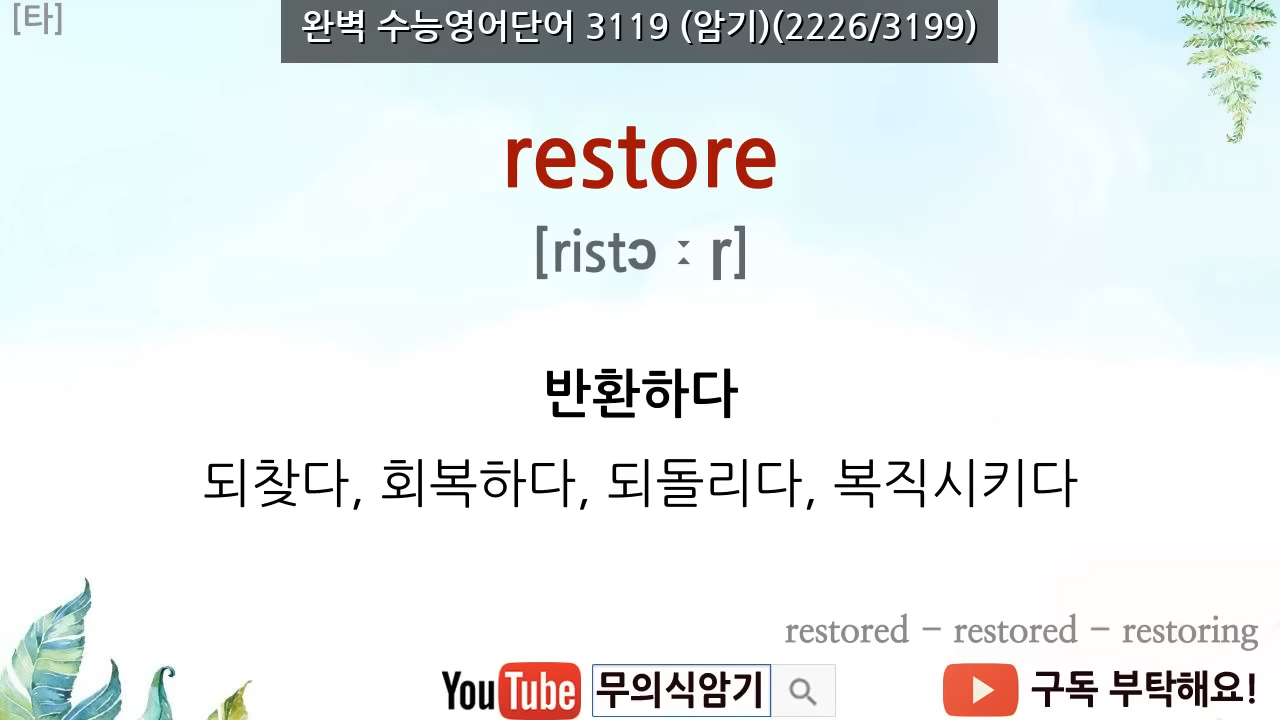 [타]
완벽 수능영어단어 3119 (암기)(2226/3199)
restore
[ristɔːr]
반환하다
되찾다, 회복하다, 되돌리다, 복직시키다
restored - restored - restoring
YouTube 무의식암기 구독 부탁해요!